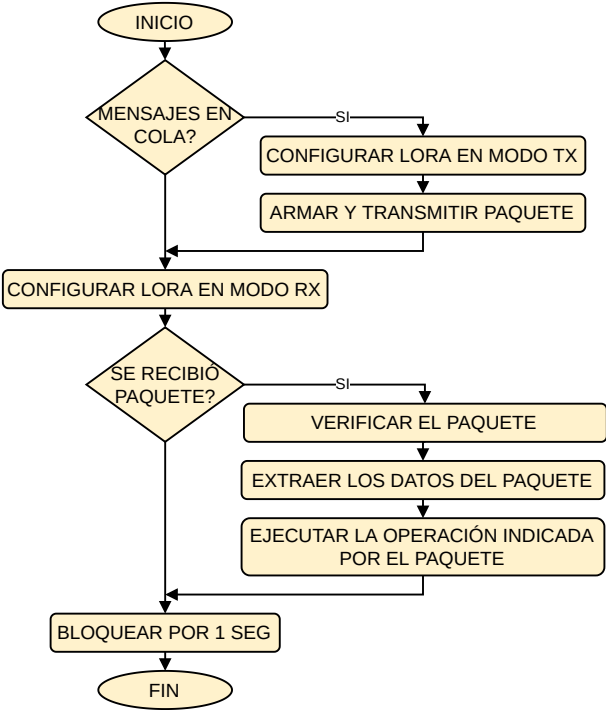 INICIO
MENSAJES EN
COLA?
SI
CONFIGURAR LORA EN MODO TX
ARMAR Y TRANSMITIR PAQUETE
CONFIGURAR LORA EN MODO RX
SE RECIBIÓ
PAQUETE?
SI
VERIFICAR EL PAQUETE
EXTRAER LOS DATOS DEL PAQUETE
EJECUTAR LA OPERACIÓN INDICADA
POR EL PAQUETE
BLOQUEAR POR 1 SEG
FIN